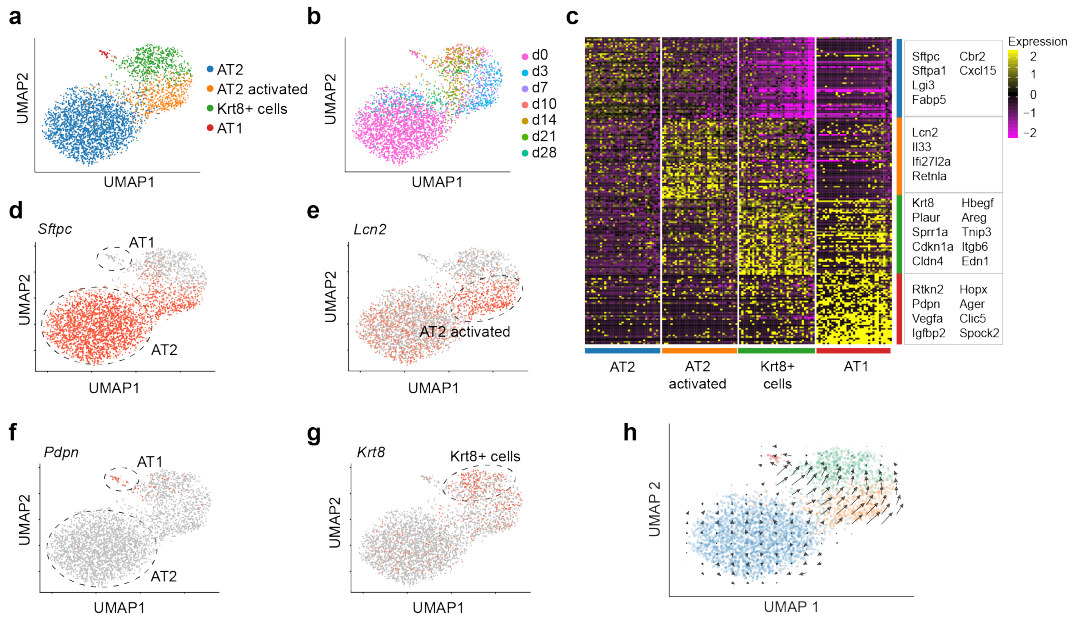 a
UMAP2
UMAP1
AT2
AT2 activated
Krt8+ cells
AT1
b
UMAP2
UMAP1
d0
d3
d7
d10
d14
d21
d28
c
AT2
AT2
activated
Krt8+
cells
AT1
Sftpc Cbr2
Sftpa1 Cxcl15
Lgi3
Fabp5
Lcn2
Il33
Ifi27l2a
Retnla
Krt8 Hbegf
Plaur Areg
Sprr1a Tnip3
Cdkn1a Itgb6
Cldn4 Edn1
Rtkn2 Hopx
Pdpn Ager
Vegfa Clic5
Igfbp2 Spock2
Expression
2
1
0
−1
−2
d
Sftpc
AT1
AT2
UMAP2
UMAP1
e
Lcn2
AT2 activated
UMAP2
UMAP1
f
Pdpn
AT1
AT2
UMAP2
UMAP1
g
Krt8
Krt8+ cells
UMAP2
UMAP1
h
UMAP 2
UMAP 1